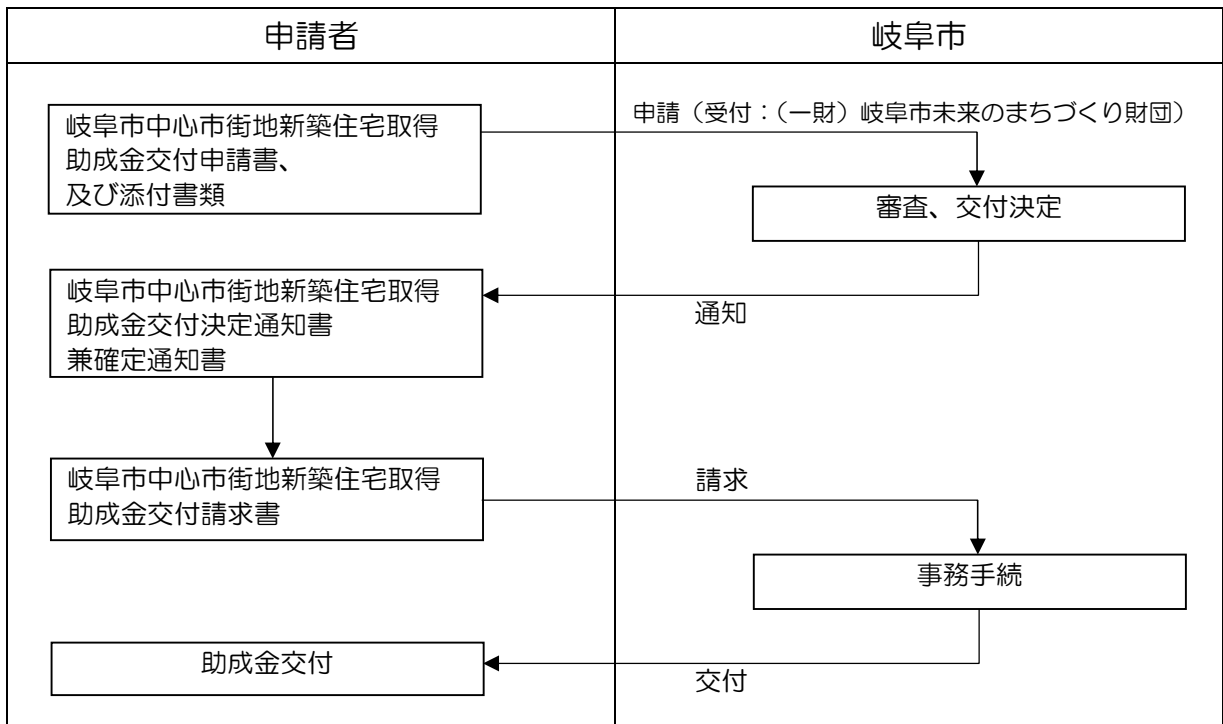 申請者
岐阜市
岐阜市中心市街地新築住宅取得
助成金交付申請書、
及び添付書類
申請（受付：（一財）岐阜市未来のまちづくり財団）
審査、交付決定
通知
岐阜市中心市街地新築住宅取得
助成金交付決定通知書
兼確定通知書
岐阜市中心市街地新築住宅取得
助成金交付請求書
請求
事務手続
交付
助成金交付